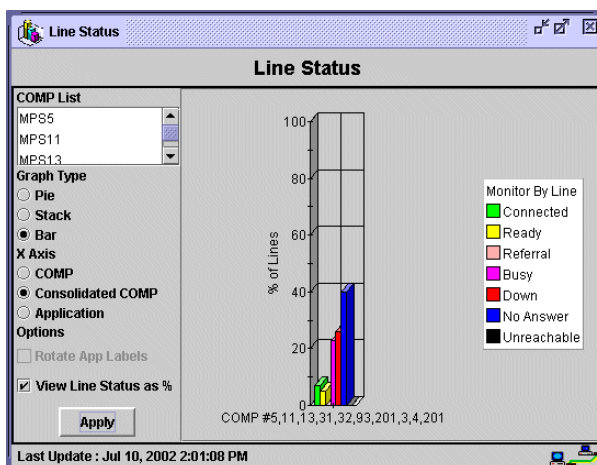 Line Status
Line Status
COMP List
MPS5
MPS11
MPS13
Graph Type
Pie
Stack
Bar
X Axis
COMP
Consolidated COMP
Application
Options
Rotate App Labels
View Line Status as %
Apply
% of Lines
100
80
60
40
20
0
COMP #5,11,13,31,32,93,201,3,4,201
Monitor By Line
Connected
Ready
Referral
Busy
Down
No Answer
Unreachable
Last Update : Jul 10, 2002 2:01:08 PM